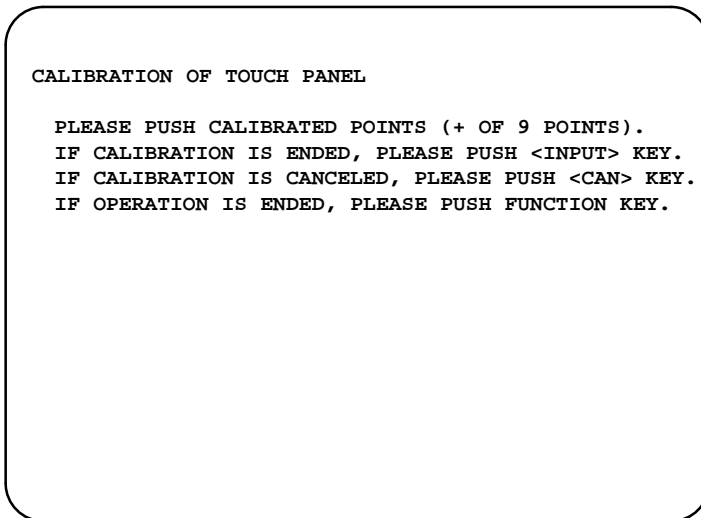 CALIBRATION OF TOUCH PANEL
PLEASE PUSH CALIBRATED POINTS (+ OF 9 POINTS).
IF CALIBRATION IS ENDED, PLEASE PUSH <INPUT> KEY.
IF CALIBRATION IS CANCELED, PLEASE PUSH <CAN> KEY.
IF OPERATION IS ENDED, PLEASE PUSH FUNCTION KEY.